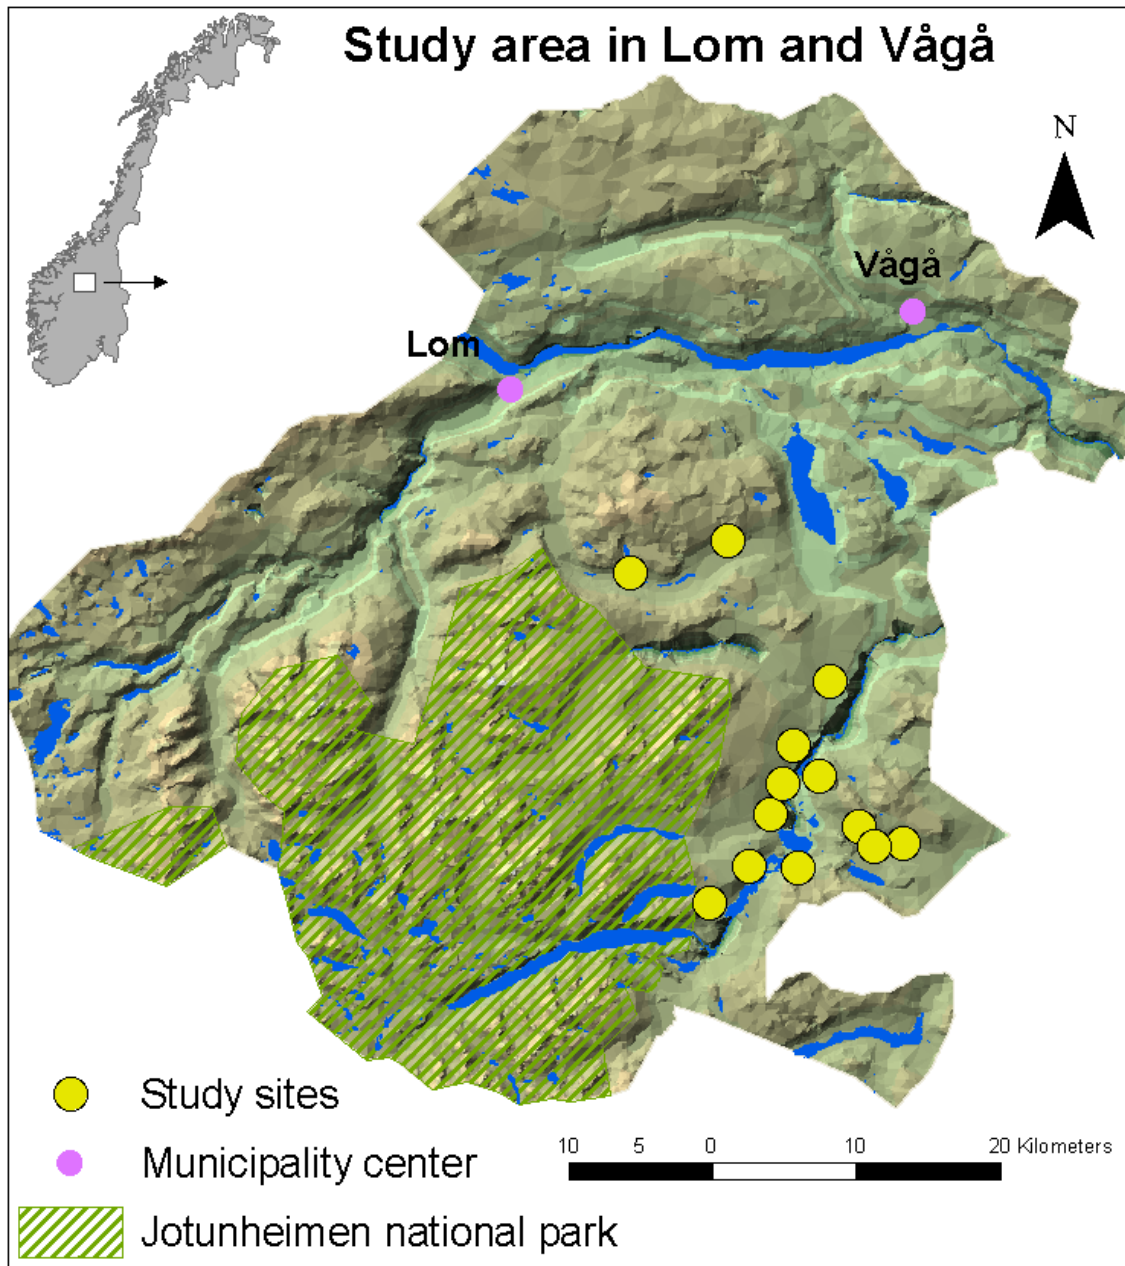 Study area in Lom and Vågå
N
Vågå
Lom
Study sites
Municipality center
Jotunheimen national park
10 5 0 10 20 Kilometers